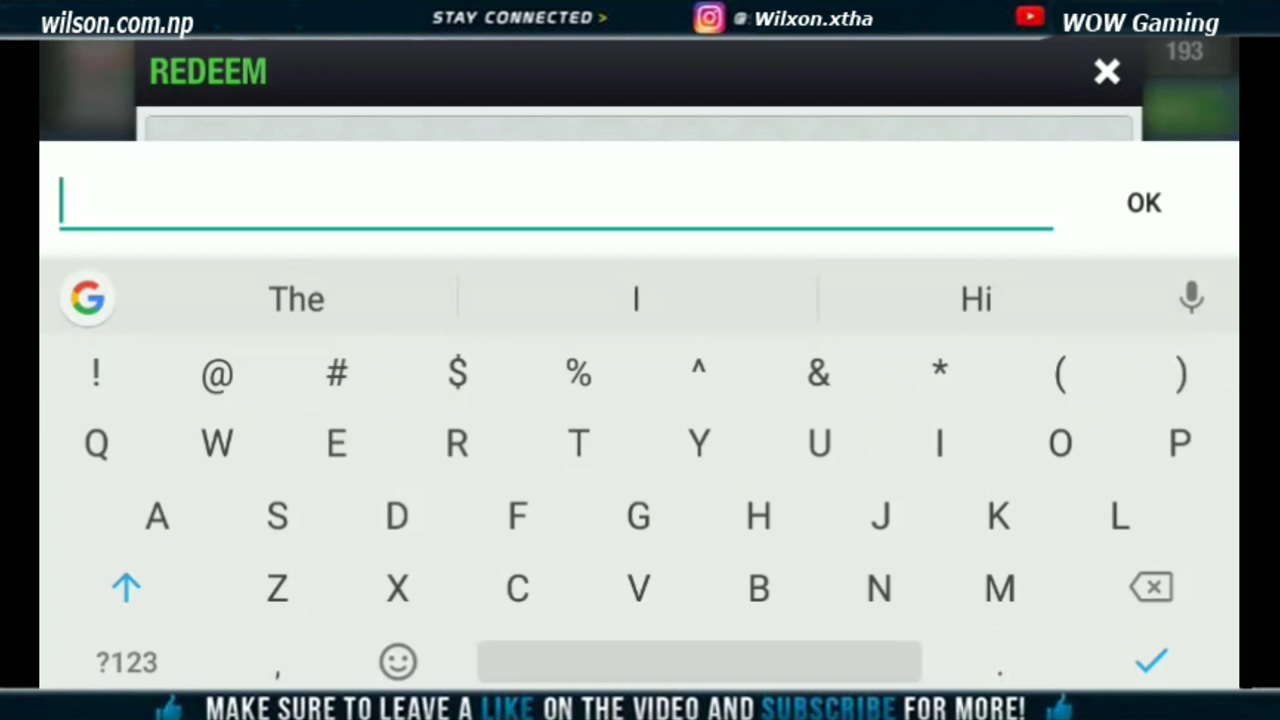 wilson.com.np
STAY CONNECTED >
@: Wilxon.xtha
WOW Gaming
193
REDEEM
OK
The I Hi
! @ # $ % ^ & * ( )
Q W E R T Y U I O P
A S D F G H J K L
Z X C V B N M
?123 , .
MAKE SURE TO LEAVE A LIKE ON THE VIDEO AND SUBSCRIBE FOR MORE!